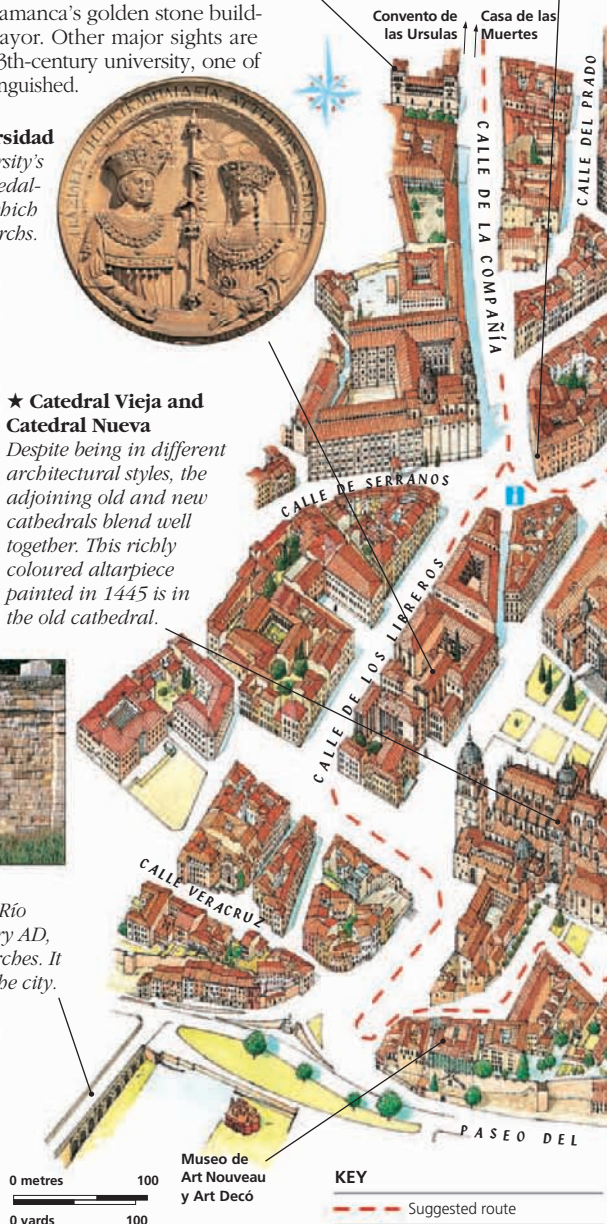 amanca's golden stone build-
ayor. Other major sights are
3th-century university, one of
nguished.
rsidad
rsity's
edal-
hich
rchs.
★ Catedral Vieja and
Catedral Nueva
Despite being in different
architectural styles, the
adjoining old and new
cathedrals blend well
together. This richly
coloured altarpiece
painted in 1445 is in
the old cathedral.
Río
ry AD,
rches. It
he city.
Convento de
las Ursulas
Casa de las
Muertes
CALLE DEL PRADO
CALLE DE LA COMPAÑÍA
CALLE DE SERRANOS
i
CALLE DE LOS LIBREROS
CALLE VERACRUZ
PASEO DEL
Museo de
Art Nouveau
y Art Decó
0 metres 100
0 yards 100
KEY
Suggested route